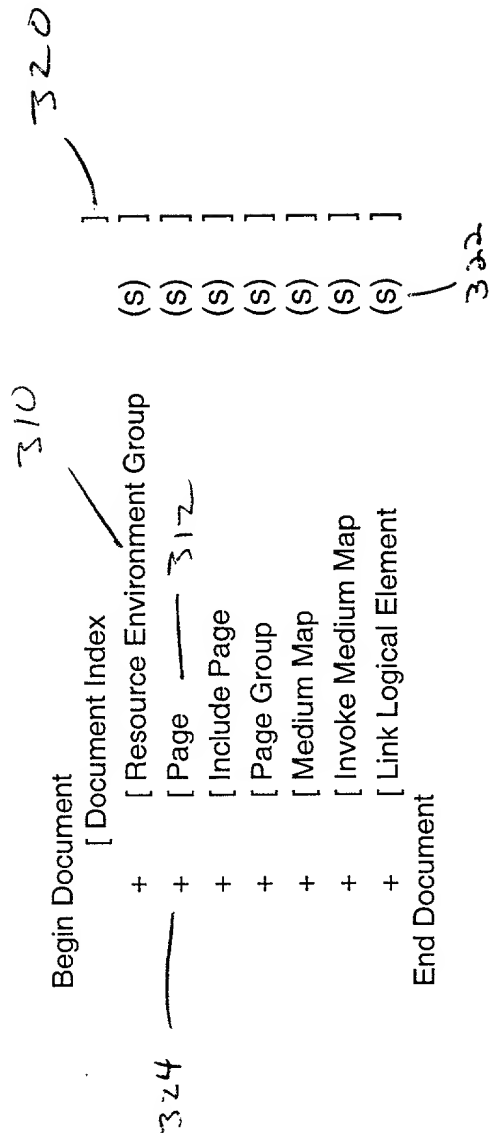 320
310
Begin Document
[ Document Index ]
+ [ Resource Environment Group (s) ]
+ [ Page 312 (s) ]
+ [ Include Page (s) ]
+ [ Page Group (s) ]
+ [ Medium Map (s) ]
+ [ Invoke Medium Map (s) ]
+ [ Link Logical Element (s) ]
End Document
324
322